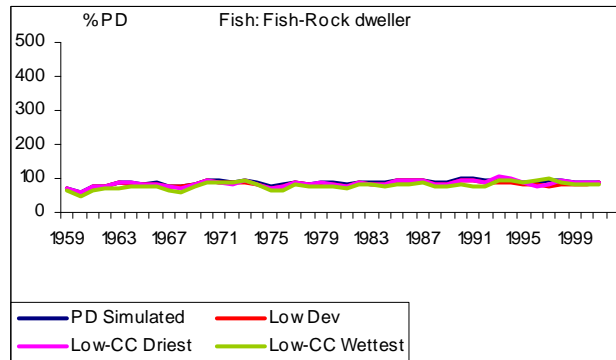 %PD Fish: Fish-Rock dweller
500
400
300
200
100
0
1959 1963 1967 1971 1975 1979 1983 1987 1991 1995 1999
PD Simulated Low Dev
Low-CC Driest Low-CC Wettest